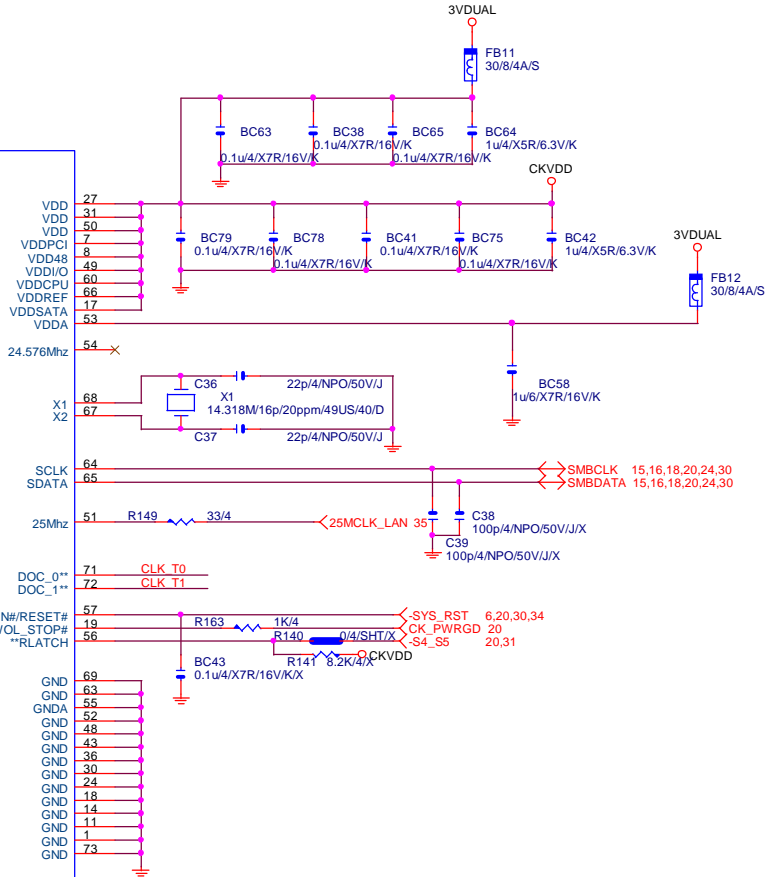 3VDUAL
FB11
30/8/4A/S
BC63
BC38
BC65
BC64
0.1u/4/X7R/16V/K
1u/4/X5R/6.3V/K
0.1u/4/X7R/16V/K
0.1u/4/X7R/16V/K
CKVDD
VDD 27
VDD 31
VDD 50
VDDPCI 7
VDD48 8
VDDI/O 49
VDDCPU 60
VDDREF 66
VDDSATA 17
VDDA 53
BC79
BC78
BC41
BC75
BC42
0.1u/4/X7R/16V/K
0.1u/4/X7R/16V/K
1u/4/X5R/6.3V/K
0.1u/4/X7R/16V/K
0.1u/4/X7R/16V/K
3VDUAL
FB12
30/8/4A/S
24.576Mhz 54
BC58
1u/6/X7R/16V/K
C36
22p/4/NPO/50V/J
X1 68
X2 67
X1
14.318M/16p/20ppm/49US/40/D
C37
22p/4/NPO/50V/J
SCLK 64
SMBCLK 15,16,18,20,24,30
SDATA 65
SMBDATA 15,16,18,20,24,30
25Mhz 51
R149
33/4
25MCLK_LAN 35
C38
100p/4/NPO/50V/J/X
C39
100p/4/NPO/50V/J/X
DOC_0** 71
CLK_T0
DOC_1** 72
CLK_T1
N#/RESET# 57
-SYS_RST 6,20,30,34
OL_STOP# 19
R163
1K/4
CK_PWRGD 20
**RLATCH 56
R140
0/4/SHT/X
-S4_S5 20,31
R141
8.2K/4/X
CKVDD
BC43
0.1u/4/X7R/16V/K/X
GND 69
GND 63
GNDA 55
GND 52
GND 48
GND 43
GND 36
GND 30
GND 24
GND 18
GND 14
GND 11
GND 1
GND 73